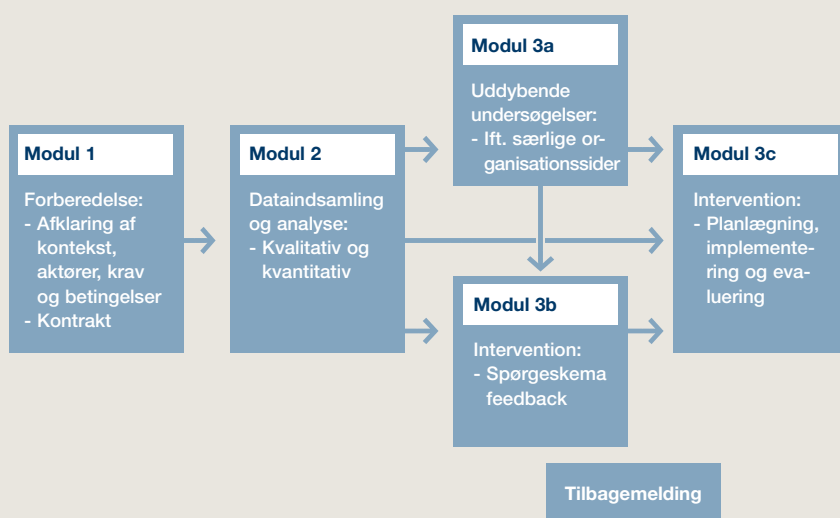 Modul 1
Forberedelse:
- Afklaring af
kontekst,
aktører, krav
og betingelser
- Kontrakt
Modul 2
Dataindsamling
og analyse:
- Kvalitativ og
kvantitativ
Modul 3a
Uddybende
undersøgelser:
- Ift. særlige or-
ganisationssider
Modul 3b
Intervention:
- Spørgeskema
feedback
Modul 3c
Intervention:
- Planlægning,
implemente-
ring og eva-
luering
Tilbagemelding